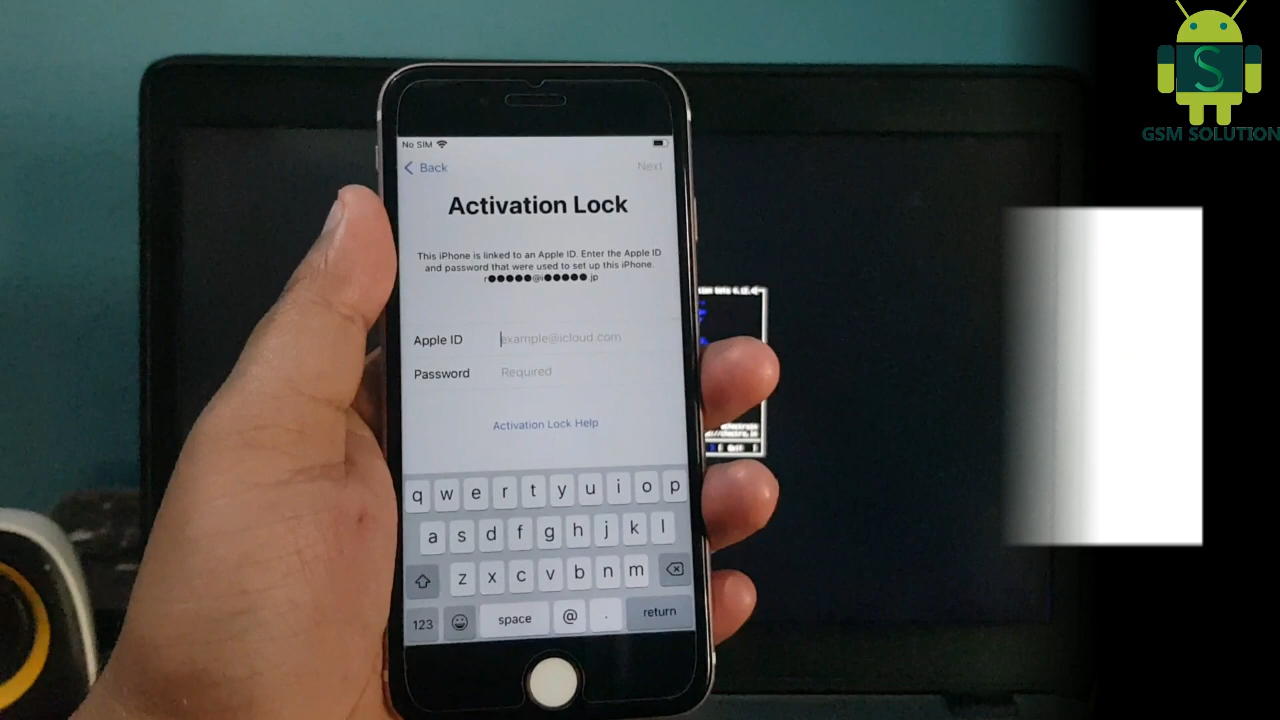 GSM SOLUTION
No SIM
Back
Next
Activation Lock
This iPhone is linked to an Apple ID. Enter the Apple ID
and password that were used to set up this iPhone.
r●●●●●@i●●●●●.jp
Apple ID example@icloud.com
Password Required
Activation Lock Help
q w e r t y u i o p
a s d f g h j k l
z x c v b n m
123 space @ . return